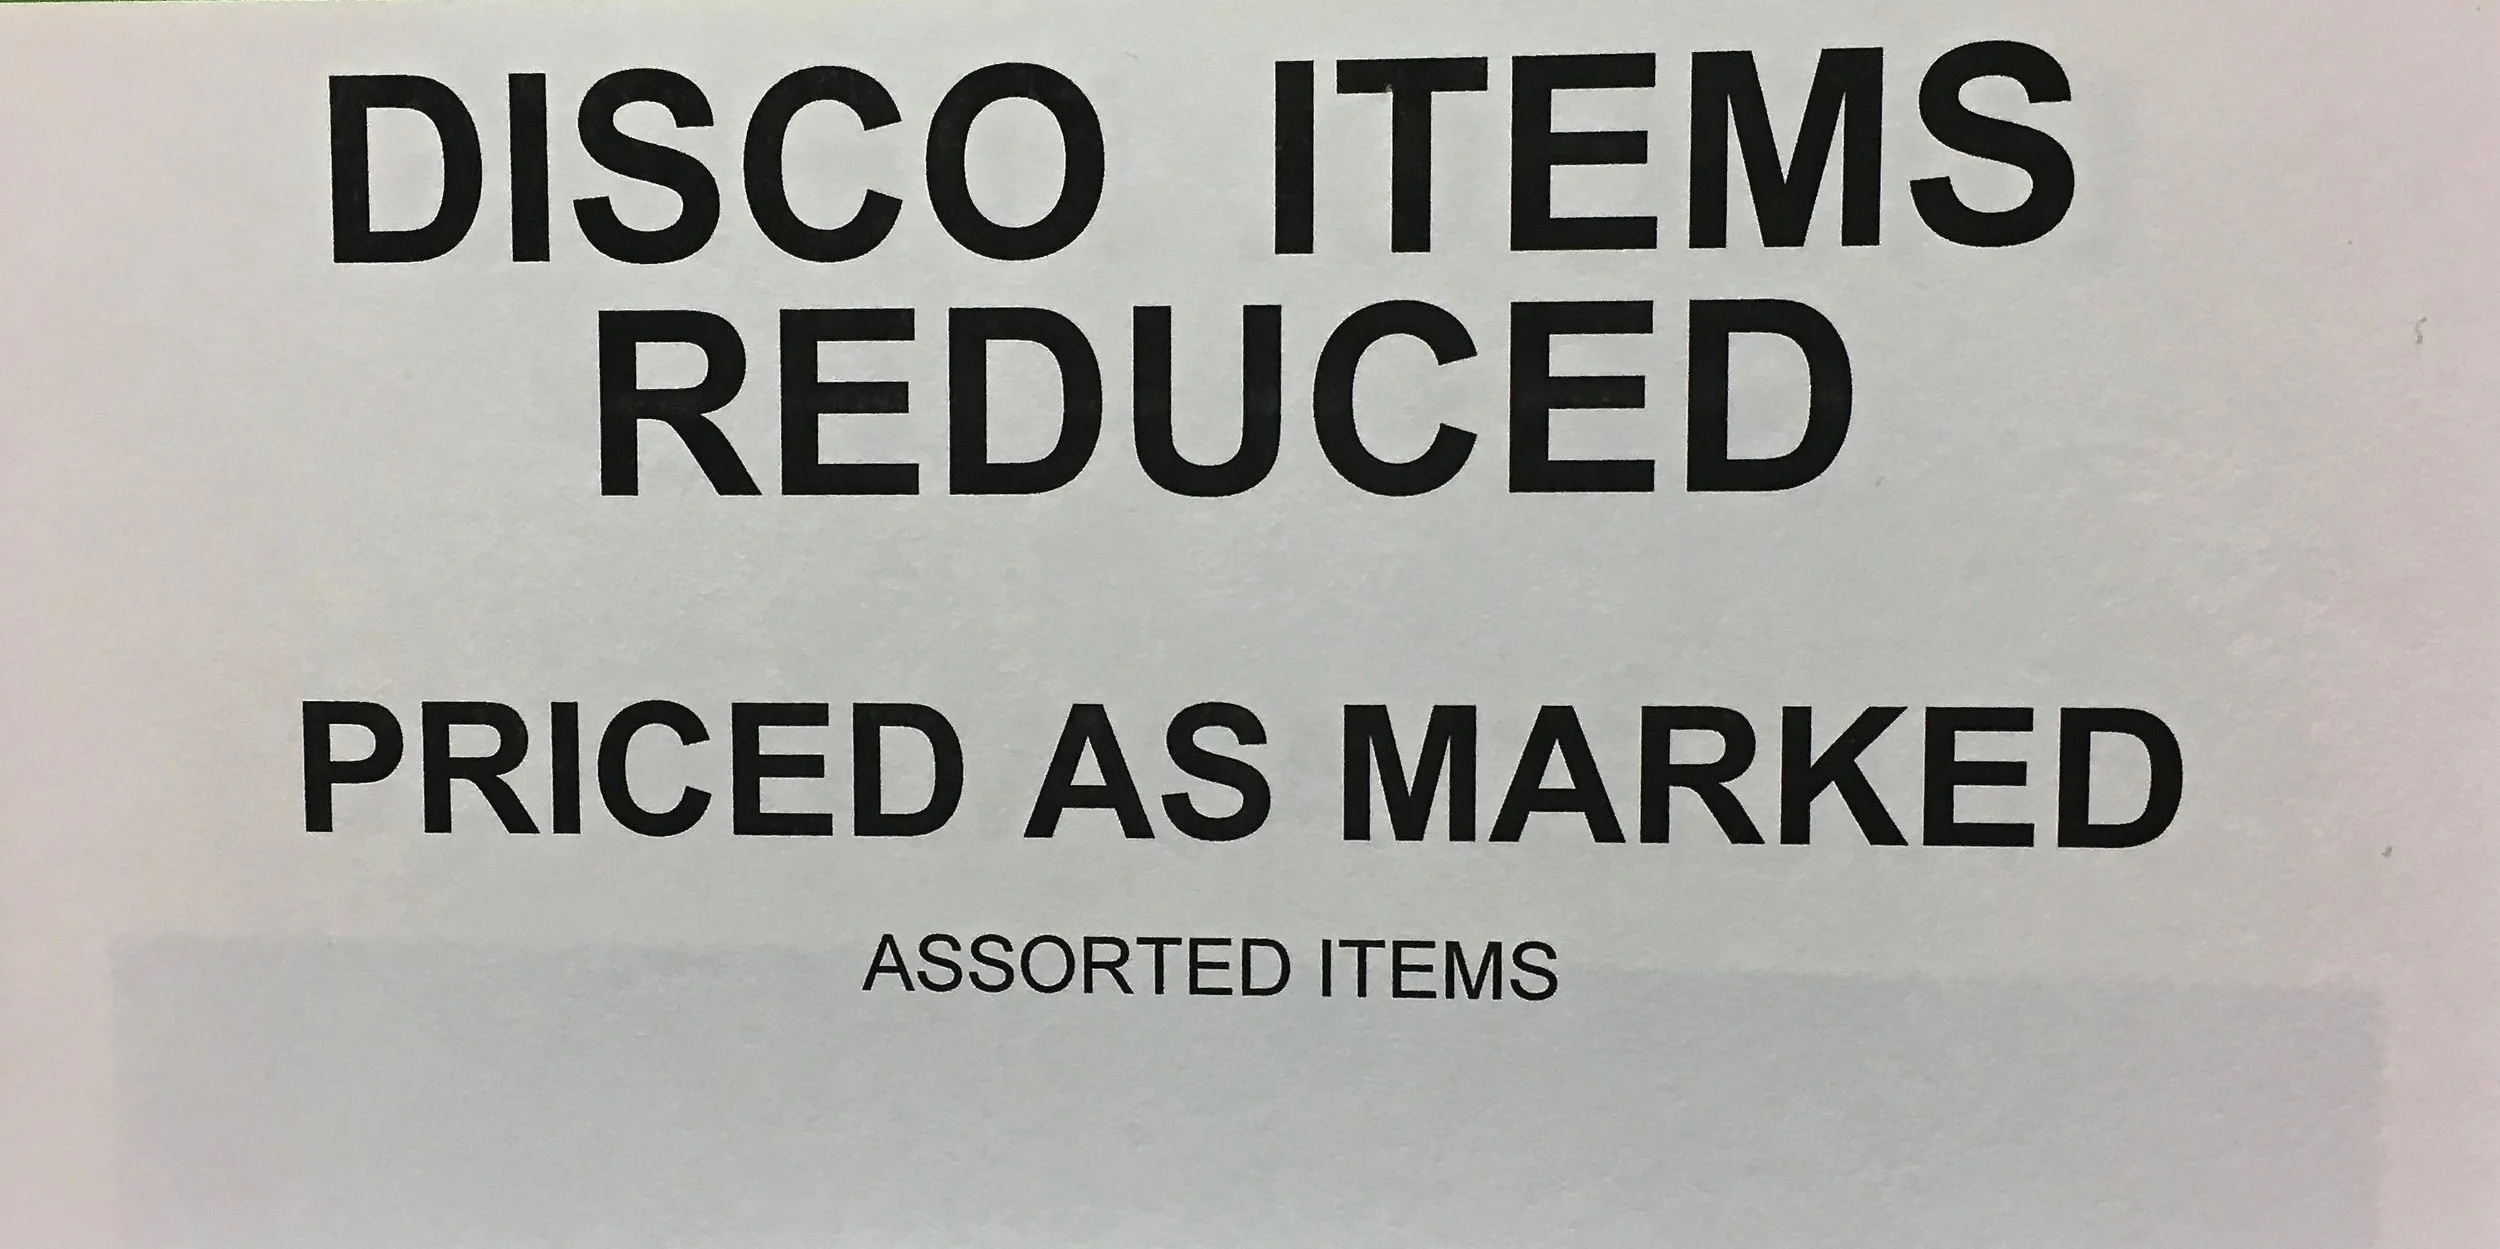 DISCO ITEMS
REDUCED
PRICED AS MARKED
ASSORTED ITEMS